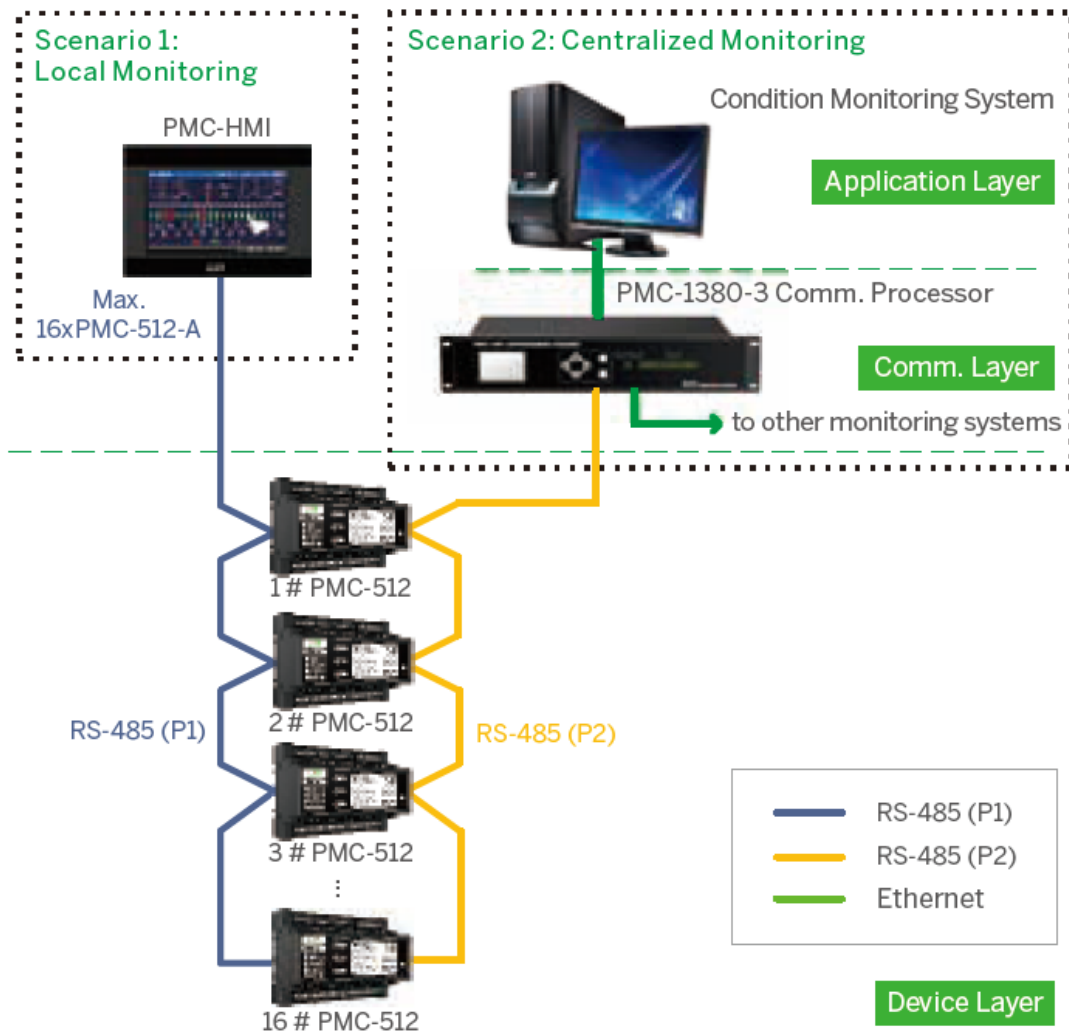 Scenario 1:
Local Monitoring
PMC-HMI
Max.
16xPMC-512-A
Scenario 2: Centralized Monitoring
Condition Monitoring System
Application Layer
PMC-1380-3 Comm. Processor
Comm. Layer
to other monitoring systems
1 # PMC-512
2 # PMC-512
RS-485 (P1)
RS-485 (P2)
3 # PMC-512
⋮
16 # PMC-512
RS-485 (P1)
RS-485 (P2)
Ethernet
Device Layer